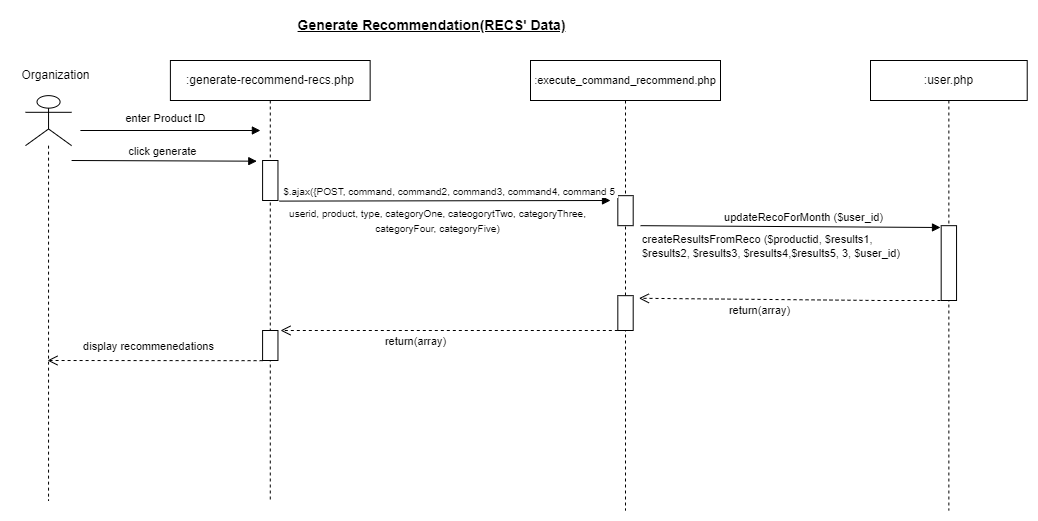 Generate Recommendation(RECS' Data)
Organization
:generate-recommend-recs.php
:execute_command_recommend.php
:user.php
enter Product ID
click generate
$.ajax({POST, command, command2, command3, command4, command 5
userid, product, type, categoryOne, cateogorytTwo, categoryThree,
categoryFour, categoryFive)
updateRecoForMonth ($user_id)
createResultsFromReco ($productid, $results1,
$results2, $results3, $results4,$results5, 3, $user_id)
return(array)
return(array)
display recommenedations